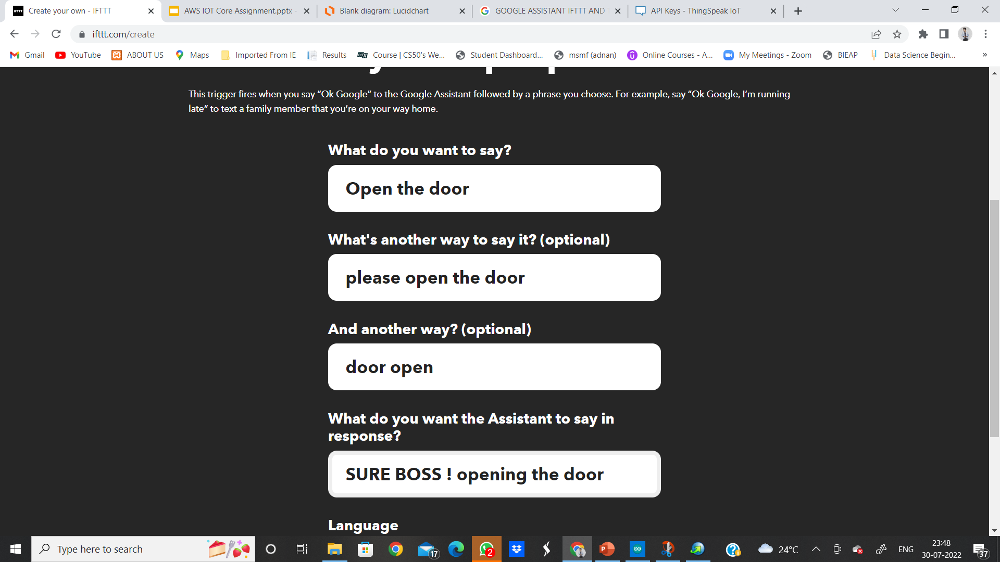 Create your own - IFTTT
AWS IOT Core Assignment.pptx -
Blank diagram: Lucidchart
GOOGLE ASSISTANT IFTTT AND
API Keys - ThingSpeak IoT
ifttt.com/create
Gmail
YouTube
ABOUT US
Maps
Imported From IE
Results
Course | CS50's We...
Student Dashboard...
msmf (adnan)
Online Courses - A...
My Meetings - Zoom
BIEAP
Data Science Begin...
»
This trigger fires when you say “Ok Google” to the Google Assistant followed by a phrase you choose. For example, say “Ok Google, I’m running
late” to text a family member that you’re on your way home.
What do you want to say?
Open the door
What's another way to say it? (optional)
please open the door
And another way? (optional)
door open
What do you want the Assistant to say in
response?
SURE BOSS ! opening the door
Language
Type here to search
17
2
24°C
ENG
23:48
30-07-2022
37